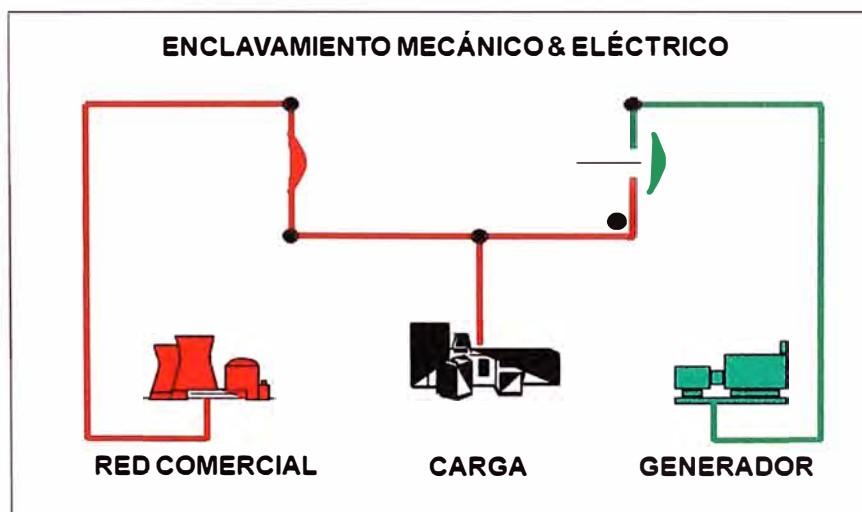 ENCLAVAMIENTO MECÁNICO & ELÉCTRICO
RED COMERCIAL
CARGA
GENERADOR